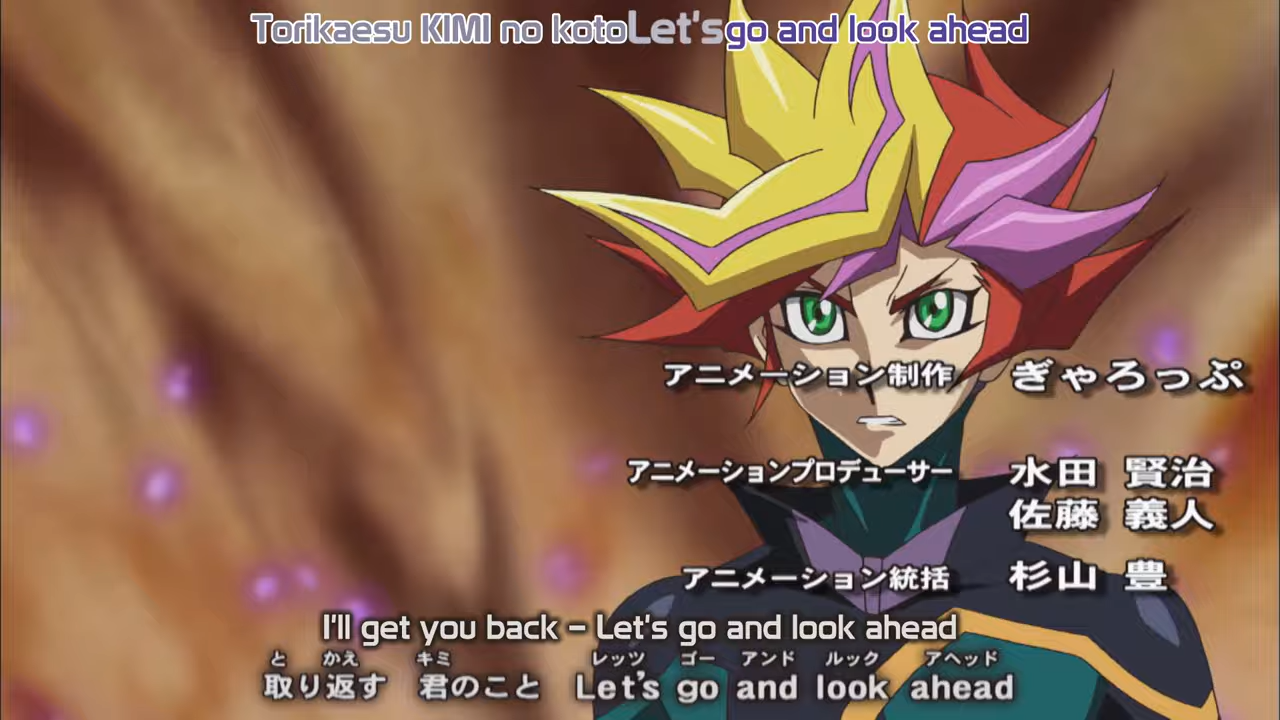 Torikaesu KIMI no koto Let's go and look ahead
アニメーション制作 ぎゃろっぷ
アニメーションプロデューサー 水田 賢治
佐藤 義人
アニメーション統括 杉山 豊
I'll get you back – Let's go and look ahead
と かえ キミ レッツ ゴー アンド ルック アヘッド
取り返す 君のこと Let's go and look ahead